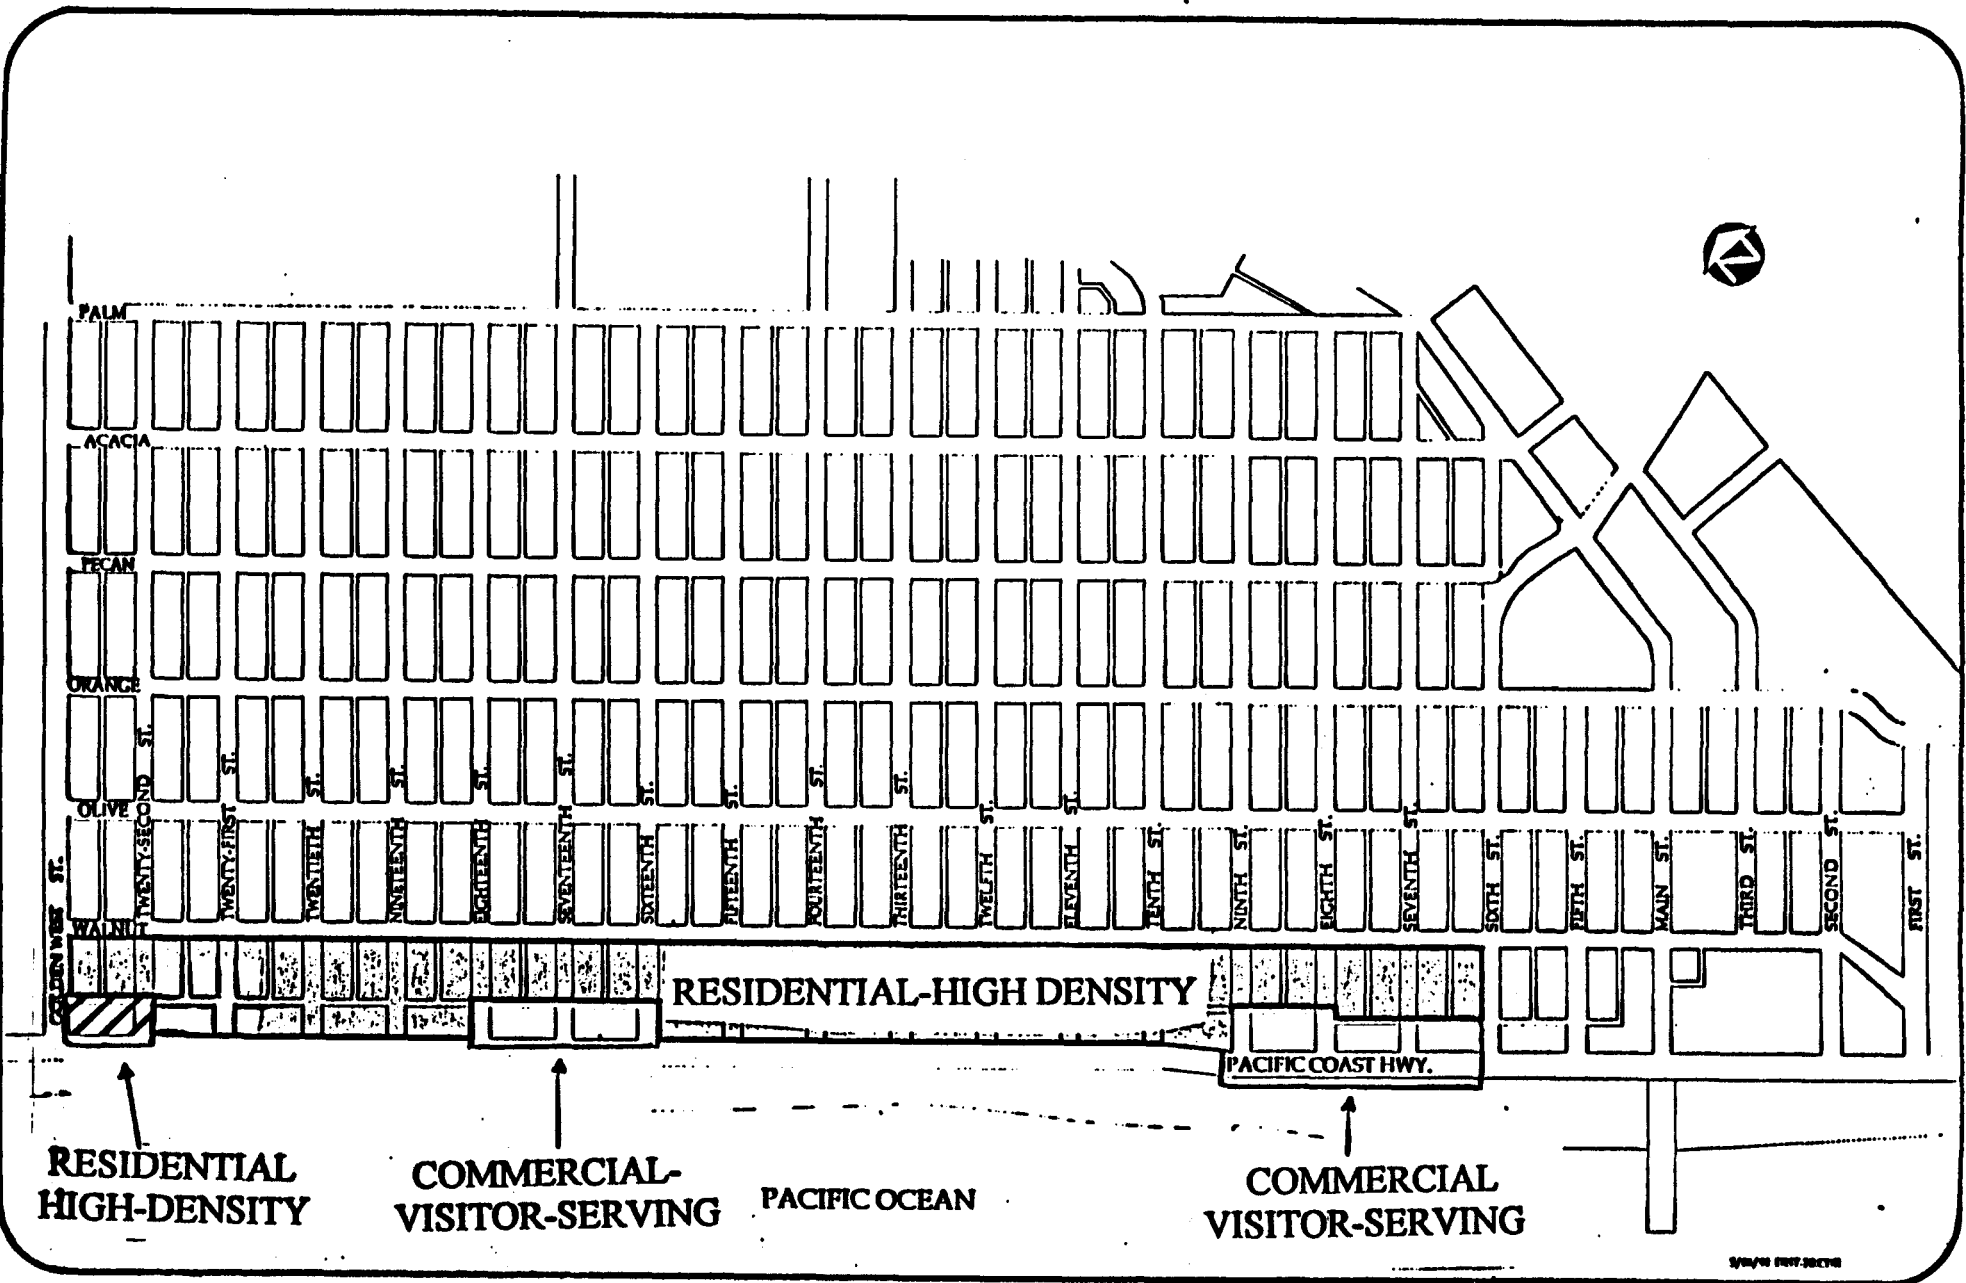 PALM
ACACIA
PECAN
ORANGE
OLIVE
WALNUT
GOLDENWEST ST.
TWENTY-SECOND ST.
TWENTY-FIRST ST.
TWENTIETH ST.
NINETEENTH ST.
EIGHTEENTH ST.
SEVENTEENTH ST.
SIXTEENTH ST.
FIFTEENTH ST.
FOURTEENTH ST.
THIRTEENTH ST.
TWELFTH ST.
ELEVENTH ST.
TENTH ST.
NINTH ST.
EIGHTH ST.
SEVENTH ST.
SIXTH ST.
FIFTH ST.
MAIN ST.
THIRD ST.
SECOND ST.
FIRST ST.
RESIDENTIAL-HIGH DENSITY
PACIFIC COAST HWY.
RESIDENTIAL
HIGH-DENSITY
COMMERCIAL-
VISITOR-SERVING
PACIFIC OCEAN
COMMERCIAL
VISITOR-SERVING